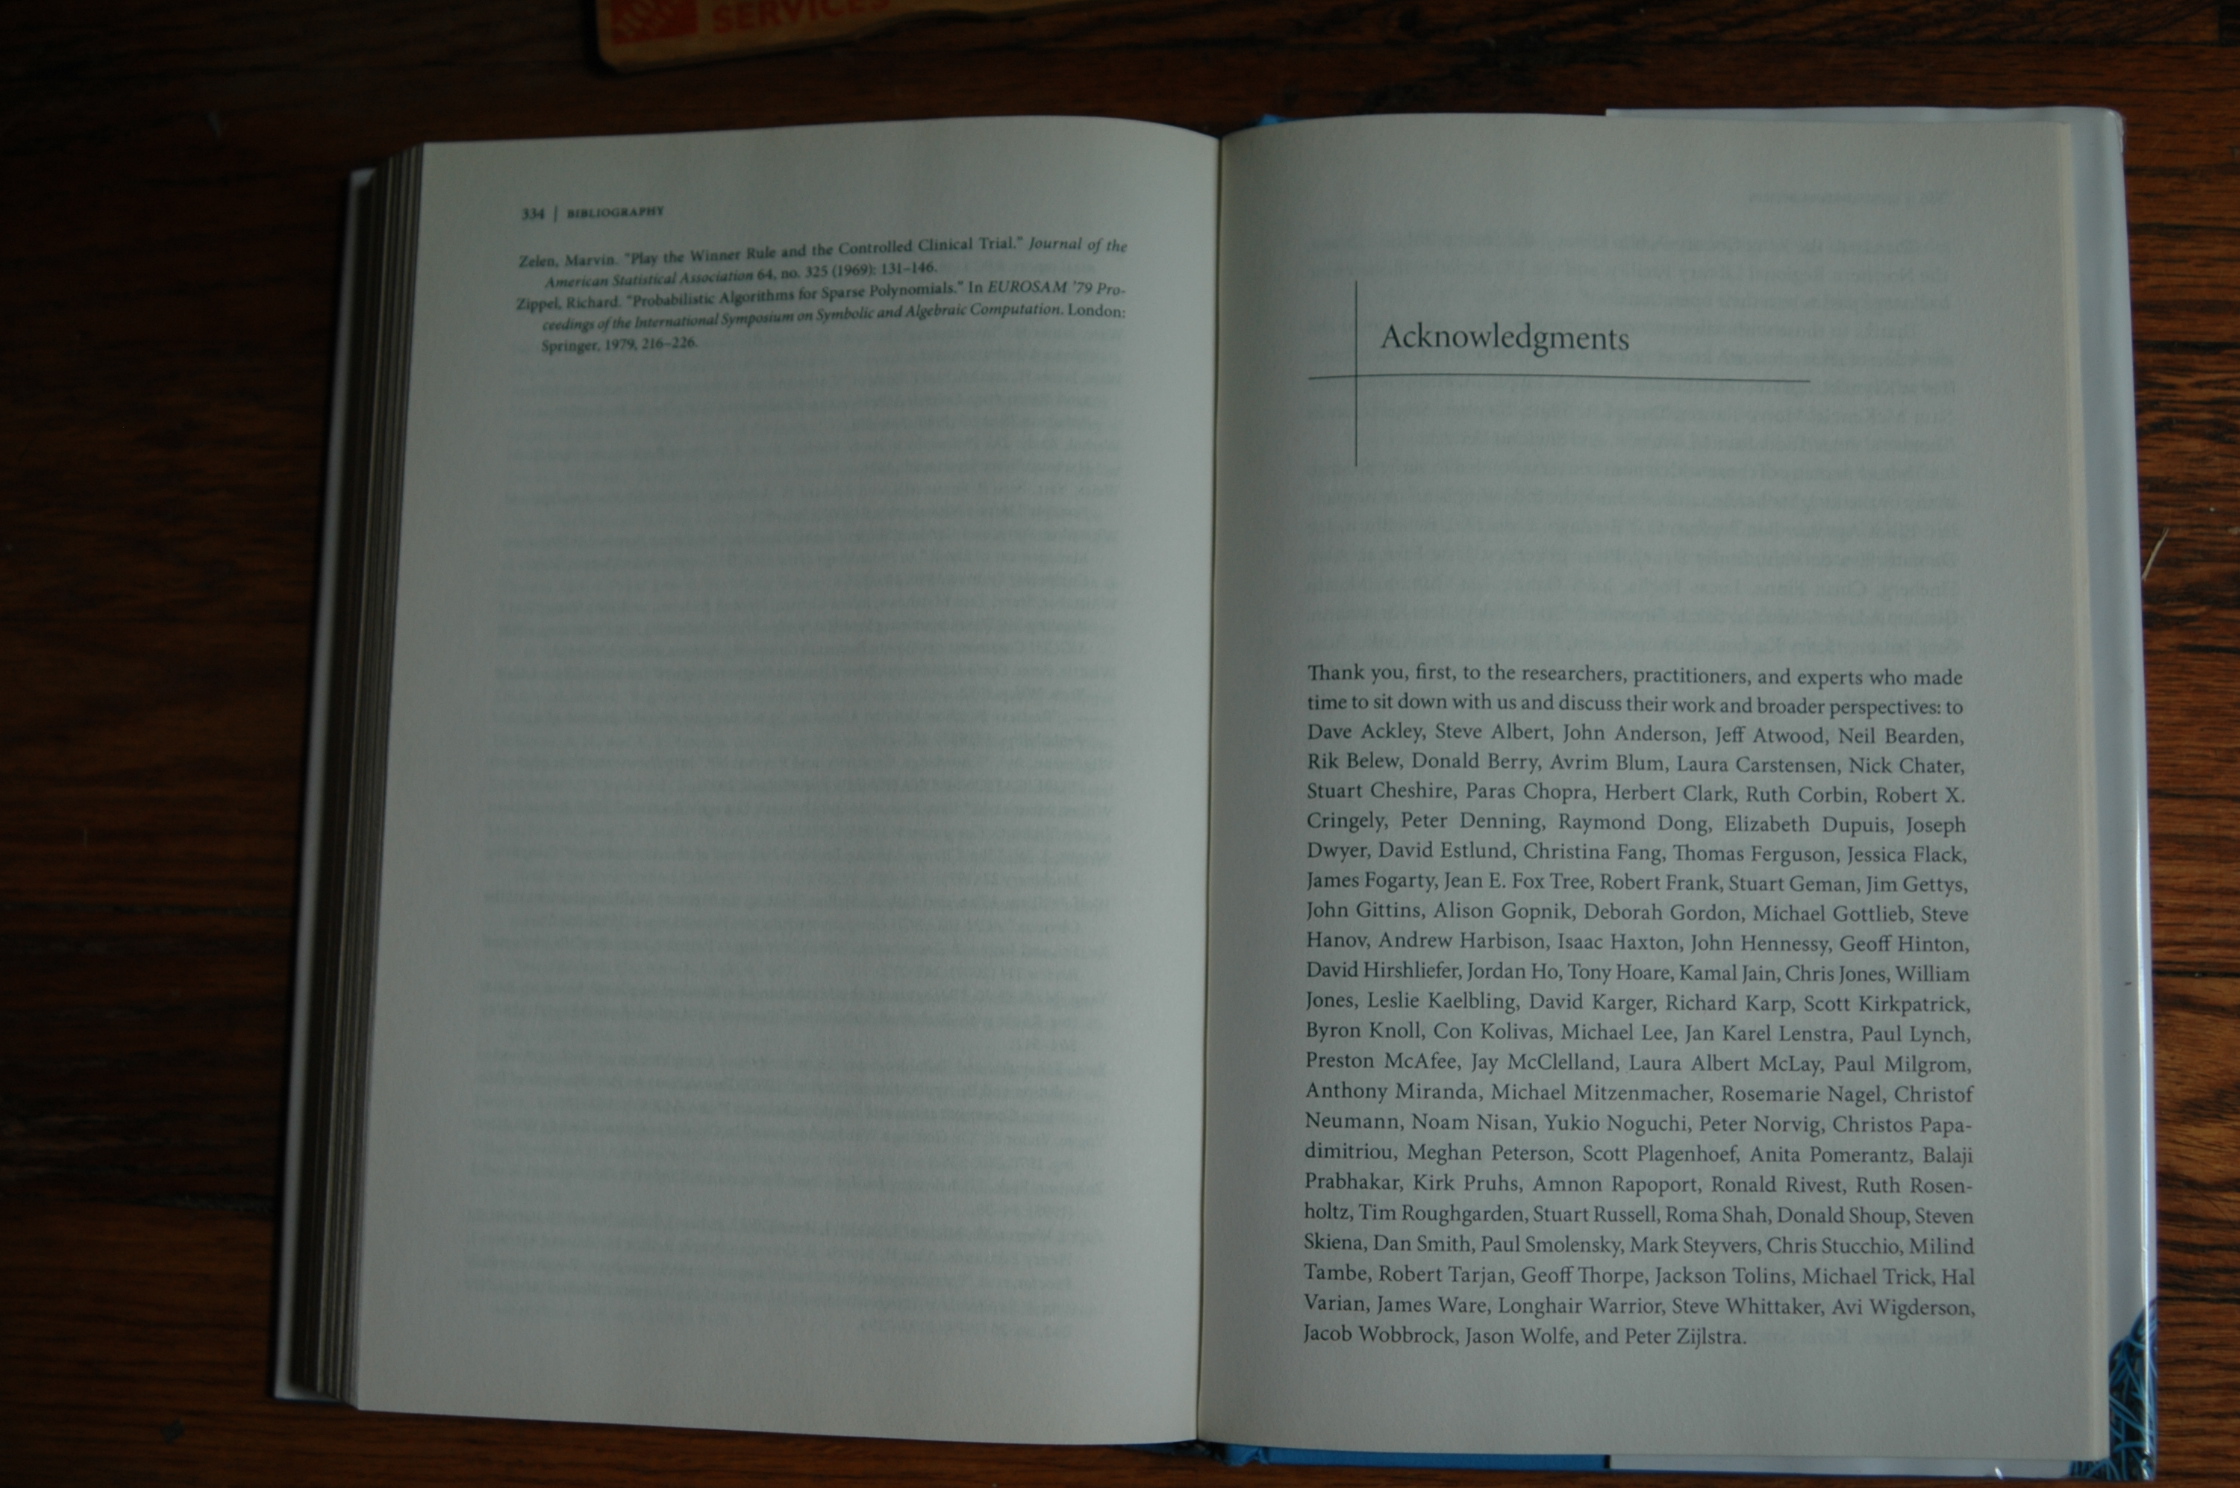 334 | BIBLIOGRAPHY
Zelen, Marvin. "Play the Winner Rule and the Controlled Clinical Trial." Journal of the
American Statistical Association 64, no. 325 (1969): 131–146.
Zippel, Richard. "Probabilistic Algorithms for Sparse Polynomials." In EUROSAM '79 Pro-
ceedings of the International Symposium on Symbolic and Algebraic Computation. London:
Springer, 1979, 216–226.
Acknowledgments
Thank you, first, to the researchers, practitioners, and experts who made
time to sit down with us and discuss their work and broader perspectives: to
Dave Ackley, Steve Albert, John Anderson, Jeff Atwood, Neil Bearden,
Rik Belew, Donald Berry, Avrim Blum, Laura Carstensen, Nick Chater,
Stuart Cheshire, Paras Chopra, Herbert Clark, Ruth Corbin, Robert X.
Cringely, Peter Denning, Raymond Dong, Elizabeth Dupuis, Joseph
Dwyer, David Estlund, Christina Fang, Thomas Ferguson, Jessica Flack,
James Fogarty, Jean E. Fox Tree, Robert Frank, Stuart Geman, Jim Gettys,
John Gittins, Alison Gopnik, Deborah Gordon, Michael Gottlieb, Steve
Hanov, Andrew Harbison, Isaac Haxton, John Hennessy, Geoff Hinton,
David Hirshliefer, Jordan Ho, Tony Hoare, Kamal Jain, Chris Jones, William
Jones, Leslie Kaelbling, David Karger, Richard Karp, Scott Kirkpatrick,
Byron Knoll, Con Kolivas, Michael Lee, Jan Karel Lenstra, Paul Lynch,
Preston McAfee, Jay McClelland, Laura Albert McLay, Paul Milgrom,
Anthony Miranda, Michael Mitzenmacher, Rosemarie Nagel, Christof
Neumann, Noam Nisan, Yukio Noguchi, Peter Norvig, Christos Papa-
dimitriou, Meghan Peterson, Scott Plagenhoef, Anita Pomerantz, Balaji
Prabhakar, Kirk Pruhs, Amnon Rapoport, Ronald Rivest, Ruth Rosen-
holtz, Tim Roughgarden, Stuart Russell, Roma Shah, Donald Shoup, Steven
Skiena, Dan Smith, Paul Smolensky, Mark Steyvers, Chris Stucchio, Milind
Tambe, Robert Tarjan, Geoff Thorpe, Jackson Tolins, Michael Trick, Hal
Varian, James Ware, Longhair Warrior, Steve Whittaker, Avi Wigderson,
Jacob Wobbrock, Jason Wolfe, and Peter Zijlstra.
SERVICES